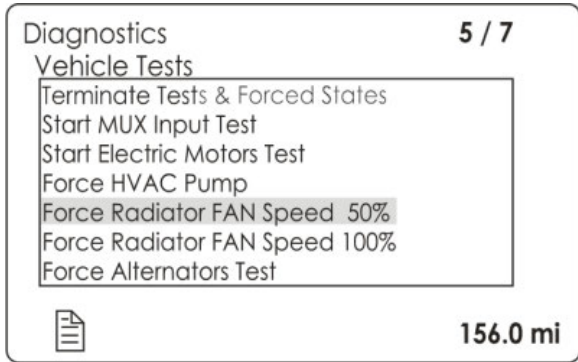 Diagnostics 5 / 7
Vehicle Tests
Terminate Tests & Forced States
Start MUX Input Test
Start Electric Motors Test
Force HVAC Pump
Force Radiator FAN Speed 50%
Force Radiator FAN Speed 100%
Force Alternators Test
156.0 mi